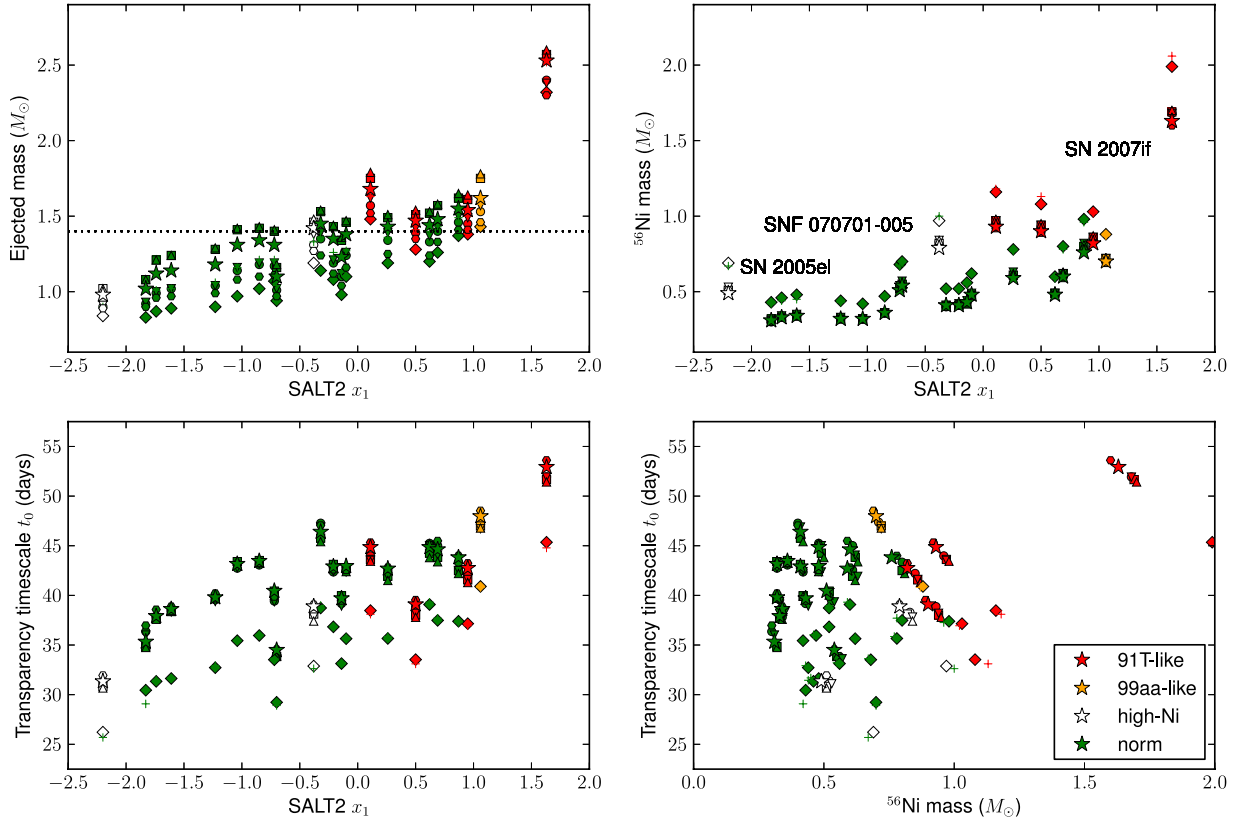 2.5
2.0
1.5
1.0
Ejected mass (M⊙)
−2.5 −2.0 −1.5 −1.0 −0.5 0.0 0.5 1.0 1.5 2.0
SALT2 x₁
2.5
2.0
1.5
1.0
0.5
⁵⁶Ni mass (M⊙)
SN 2007if
SNF 070701-005
SN 2005el
−2.5 −2.0 −1.5 −1.0 −0.5 0.0 0.5 1.0 1.5 2.0
SALT2 x₁
55
50
45
40
35
30
25
Transparency timescale t₀ (days)
−2.5 −2.0 −1.5 −1.0 −0.5 0.0 0.5 1.0 1.5 2.0
SALT2 x₁
55
50
45
40
35
30
25
Transparency timescale t₀ (days)
91T-like
99aa-like
high-Ni
norm
0.0 0.5 1.0 1.5 2.0
⁵⁶Ni mass (M⊙)